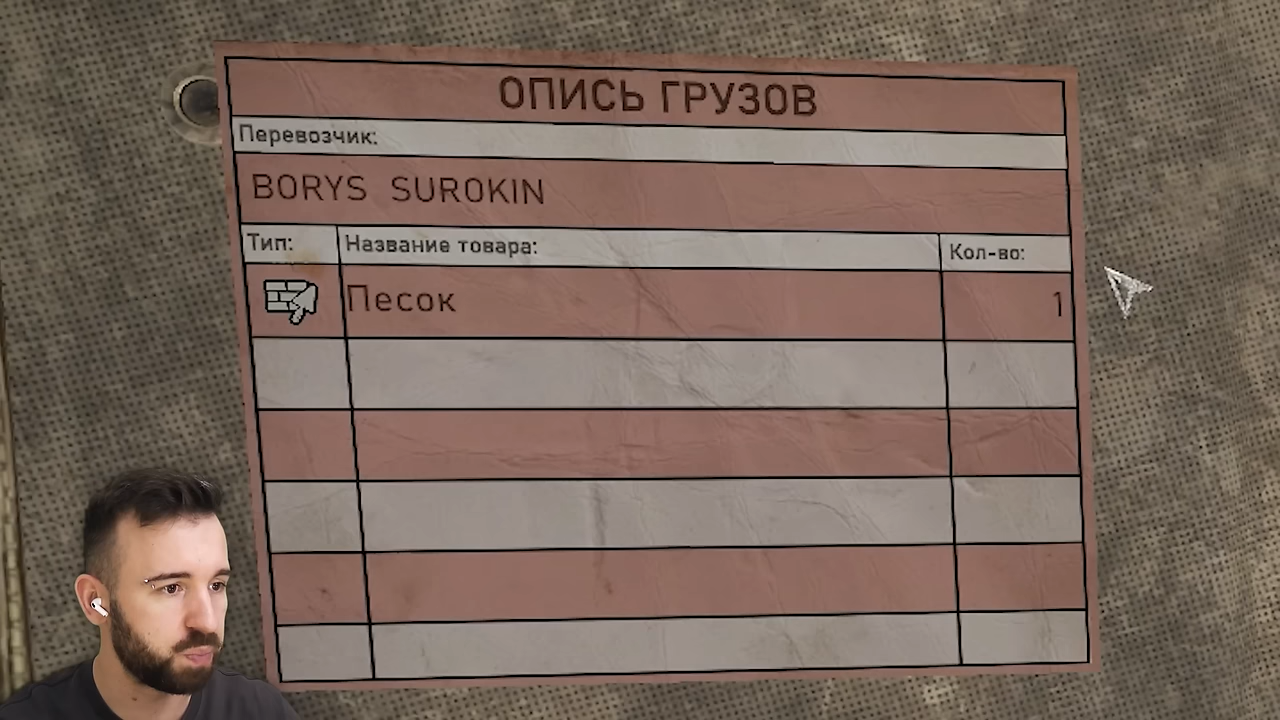 ОПИСЬ ГРУЗОВ
Перевозчик:
BORYS SUROKIN
Тип: Название товара: Кол-во:
Песок 1